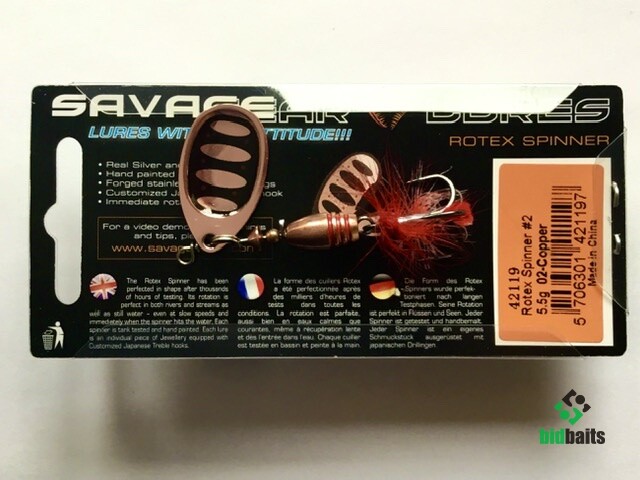 SAVAGE
LURES WIT TTITUDE!!!
ROTEX SPINNER
• Real Silver and
• Hand painted
• Forged stainle
• Customized Ja ook
• Immediate rot
For a video demo
and tips, ple
www.savag
The Rotex Spinner has been
perfected in shape after thousands
of hours of testing. Its rotation is
perfect in both rivers and streams as
well as still water - even at slow speeds and
immediately when the spinner hits the water. Each
spinner is tank tested and hand painted. Each lure
is an individual piece of Jewellery equipped with
Customized Japanese Treble hooks.
La forme des cuillers Rotex
a été perfectionnée après
des milliers d'heures de
tests dans toutes les
conditions. La rotation est parfaite,
aussi bien en eaux calmes que
courantes, même à récupération lente
et dès l'entrée dans l'eau. Chaque cuiller
est testée en bassin et peinte à la main.
Die Form des Rotex
Spinners wurde perfek-
tioniert nach langen
Testphasen. Seine Rotation
ist perfekt in Flüssen und Seen. Jeder
Spinner ist getestet und handbemalt.
Jeder Spinner ist ein eigenes
Schmuckstück ausgerüstet mit
japanischen Drillingen.
42119
Rotex Spinner #2
5.5g 02-Copper
5 706301 421197
Made in China
bidbaits